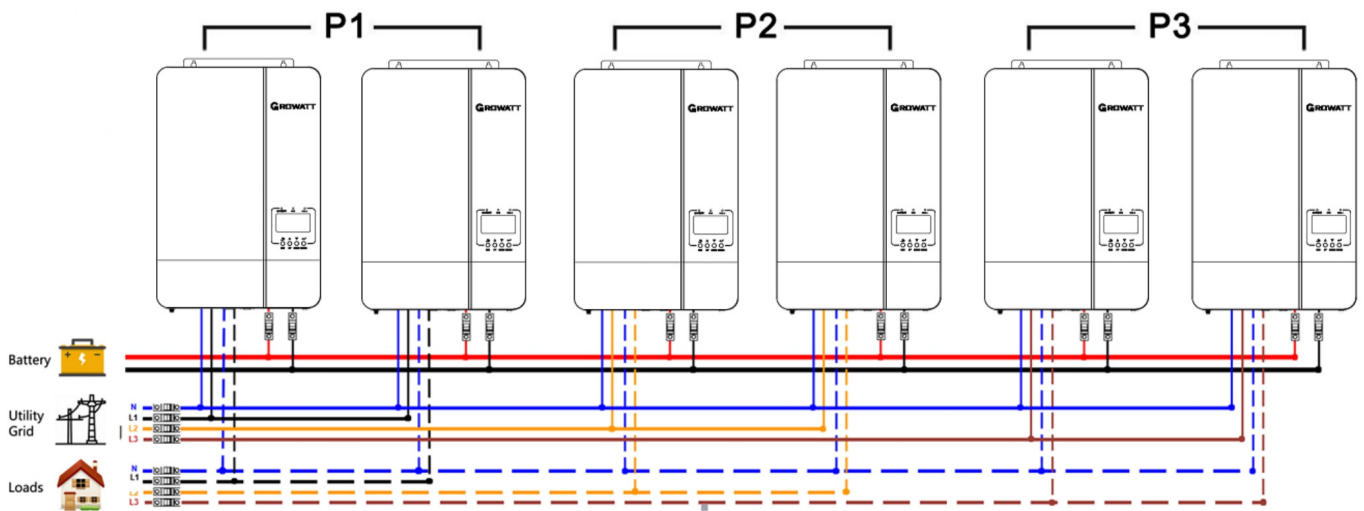 P1 P2 P3
GROWATT GROWATT GROWATT GROWATT GROWATT GROWATT
Battery
Utility
Grid
N
L1
L2
L3
Loads
N
L1
L2
L3